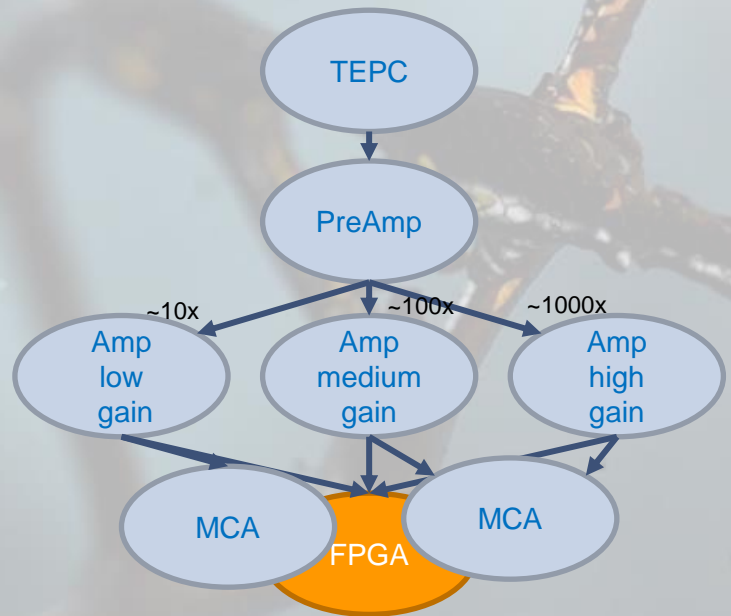 TEPC
PreAmp
~10x
~100x
~1000x
Amp
low
gain
Amp
medium
gain
Amp
high
gain
MCA
FPGA
MCA